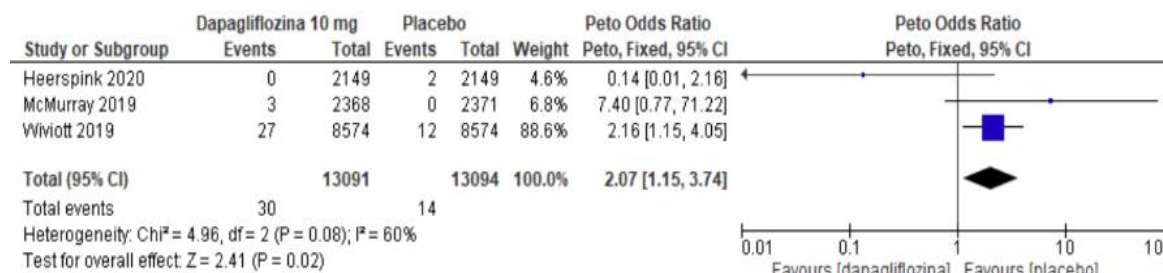 Dapagliflozina 10 mg Placebo Peto Odds Ratio Peto Odds Ratio
Study or Subgroup Events Total Events Total Weight Peto, Fixed, 95% CI Peto, Fixed, 95% CI
Heerspink 2020 0 2149 2 2149 4.6% 0.14 [0.01, 2.16]
McMurray 2019 3 2368 0 2371 6.8% 7.40 [0.77, 71.22]
Wiviott 2019 27 8574 12 8574 88.6% 2.16 [1.15, 4.05]
Total (95% CI) 13091 13094 100.0% 2.07 [1.15, 3.74]
Total events 30 14
Heterogeneity: Chi² = 4.96, df = 2 (P = 0.08); I² = 60%
Test for overall effect: Z = 2.41 (P = 0.02)
0.01 0.1 1 10 100
Favours [dapagliflozina] Favours [placebo]